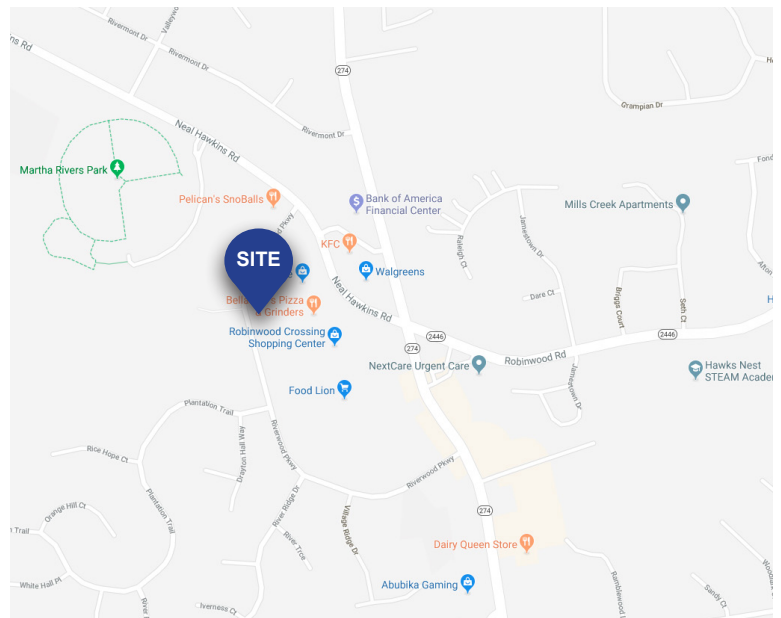 Rivermont Dr
Rivermont Dr
274
Grampian Dr
Neal Hawkins Rd
Rivermont Dr
Martha Rivers Park
Pelican's SnoBalls
Bank of America
Financial Center
Mills Creek Apartments
KFC
Raleigh Ct
Jamestown Dr
SITE
Walgreens
Neal Hawkins Rd
Dare Ct
Briggs Court
Seth Ct
Pizza
Grinders
Robinwood Crossing
Shopping Center
274
2446
2446
Robinwood Rd
NextCare Urgent Care
Jamestown Dr
Hawks Nest
Food Lion
Plantation Trail
Drayton Hall Way
Riverwood Pkwy
Rice Hope Ct
Plantation Trail
Riverwood Pkwy
River Ridge Dr
Village Ridge Dr
Orange Hill Ct
274
Trail
River Trce
Dairy Queen Store
White Hall Pl
Abubika Gaming
Iverness Ct
Sandy Ct